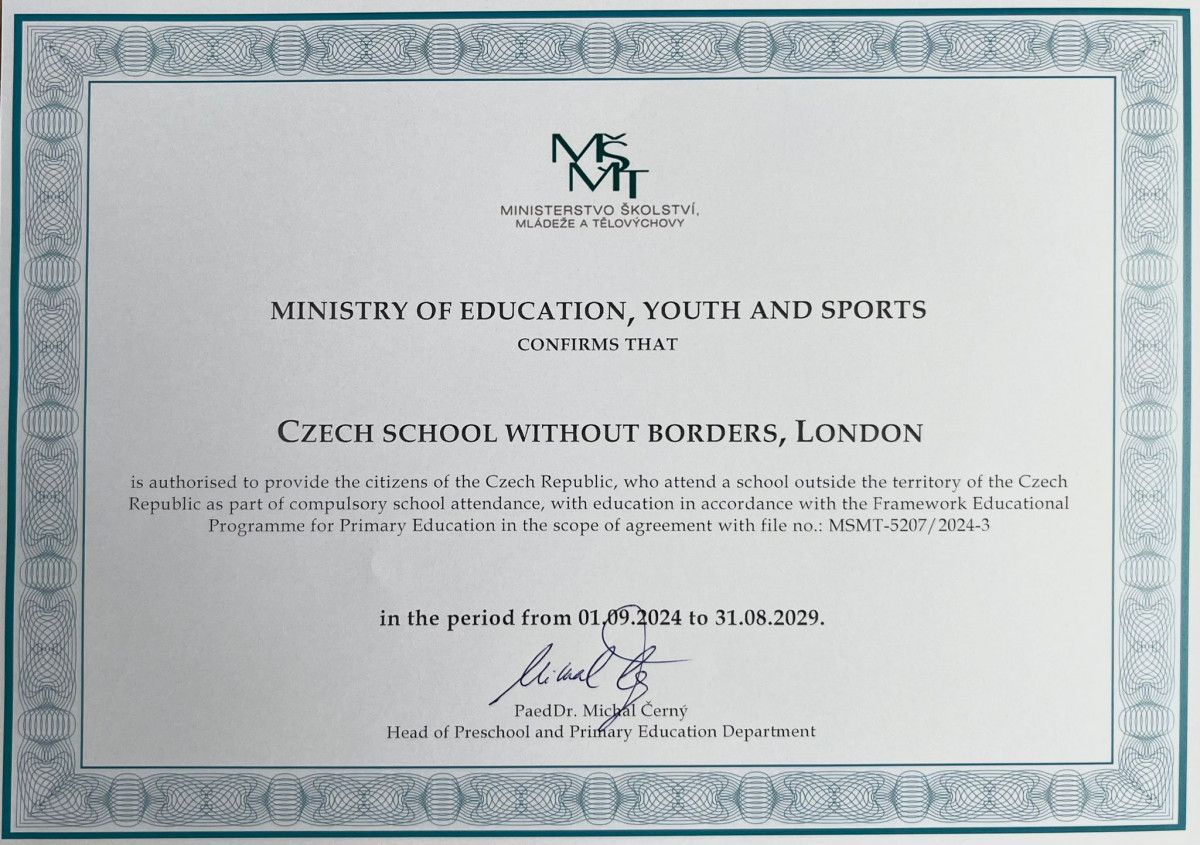 MŠ
MT
MINISTERSTVO ŠKOLSTVÍ,
MLÁDEŽE A TĚLOVÝCHOVY
MINISTRY OF EDUCATION, YOUTH AND SPORTS
CONFIRMS THAT
CZECH SCHOOL WITHOUT BORDERS, LONDON
is authorised to provide the citizens of the Czech Republic, who attend a school outside the territory of the Czech
Republic as part of compulsory school attendance, with education in accordance with the Framework Educational
Programme for Primary Education in the scope of agreement with file no.: MSMT-5207/2024-3
in the period from 01.09.2024 to 31.08.2029.
PaedDr. Michal Černý
Head of Preschool and Primary Education Department